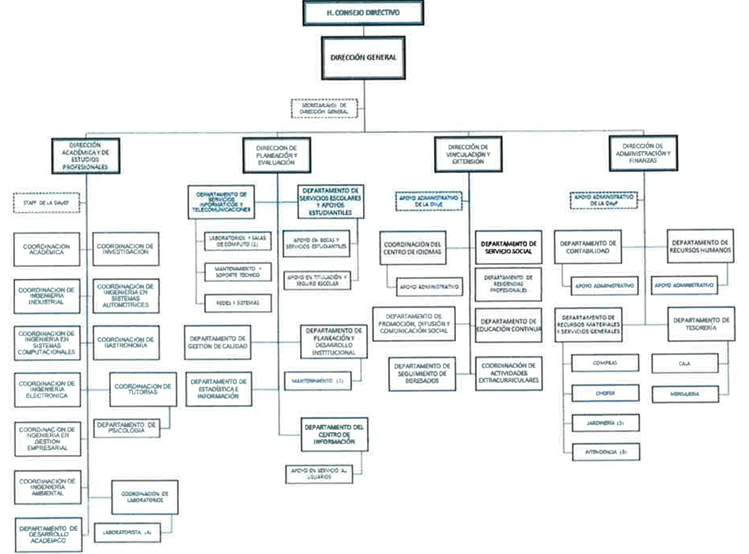 H. CONSEJO DIRECTIVO
DIRECCIÓN GENERAL
SECRETARIA(O) DE
DIRECCIÓN GENERAL
DIRECCIÓN
ACADÉMICA Y DE
ESTUDIOS
PROFESIONALES
STAFF DE LA
COORDINACIÓN
ACADÉMICA
COORDINACIÓN DE
INVESTIGACIÓN
COORDINACIÓN DE
INGENIERÍA
INDUSTRIAL
COORDINACIÓN DE
INGENIERÍA EN
SISTEMAS
AUTOMOTRICES
COORDINACIÓN DE
INGENIERÍA EN
SISTEMAS
COMPUTACIONALES
COORDINACIÓN DE
GASTRONOMÍA
COORDINACIÓN DE
INGENIERÍA
ELECTRÓNICA
COORDINACIÓN DE
TUTORÍAS
DEPARTAMENTO DE
PSICOLOGÍA
COORDINACIÓN DE
INGENIERÍA EN
GESTIÓN
EMPRESARIAL
COORDINACIÓN DE
INGENIERÍA
AMBIENTAL
COORDINACIÓN DE
LABORATORIOS
DEPARTAMENTO DE
DESARROLLO
ACADÉMICO
LABORATORISTA (4)
DIRECCIÓN DE
PLANEACIÓN Y
EVALUACIÓN
DEPARTAMENTO DE
SERVICIOS
INFORMÁTICOS Y
TELECOMUNICACIONES
DEPARTAMENTO DE
SERVICIOS ESCOLARES
Y APOYOS
ESTUDIANTILES
LABORATORIOS Y SALAS
DE CÓMPUTO (2)
APOYO EN BECAS Y
SERVICIOS ESTUDIANTILES
MANTENIMIENTO Y
SOPORTE TÉCNICO
APOYO EN TITULACIÓN Y
SEGURO ESCOLAR
REDES Y SISTEMAS
DEPARTAMENTO
DE GESTIÓN DE CALIDAD
DEPARTAMENTO
DE PLANEACIÓN Y
DESARROLLO
INSTITUCIONAL
DEPARTAMENTO DE
ESTADÍSTICA E
INFORMACIÓN
MANTENIMIENTO
DEPARTAMENTO DEL
CENTRO DE
INFORMACIÓN
APOYO EN SERVICIO A
USUARIOS
DIRECCIÓN DE
VINCULACIÓN Y
EXTENSIÓN
APOYO ADMINISTRATIVO
DE LA
COORDINACIÓN DEL
CENTRO DE IDIOMAS
DEPARTAMENTO DE
SERVICIO SOCIAL
APOYO ADMINISTRATIVO
DEPARTAMENTO DE
RESIDENCIAS
PROFESIONALES
DEPARTAMENTO DE
PROMOCIÓN, DIFUSIÓN Y
COMUNICACIÓN SOCIAL
DEPARTAMENTO DE
EDUCACIÓN CONTINUA
DEPARTAMENTO DE
SEGUIMIENTO DE
EGRESADOS
COORDINACIÓN DE
ACTIVIDADES
EXTRACURRICULARES
DIRECCIÓN DE
ADMINISTRACIÓN Y
FINANZAS
APOYO ADMINISTRATIVO
DE LA
DEPARTAMENTO DE
CONTABILIDAD
DEPARTAMENTO DE
RECURSOS HUMANOS
APOYO ADMINISTRATIVO
APOYO ADMINISTRATIVO
DEPARTAMENTO DE
RECURSOS MATERIALES
Y SERVICIOS GENERALES
DEPARTAMENTO DE
TESORERÍA
COMPRAS
CAJA
CHOFER
MENSAJERÍA
JARDINERÍA
INTENDENCIA